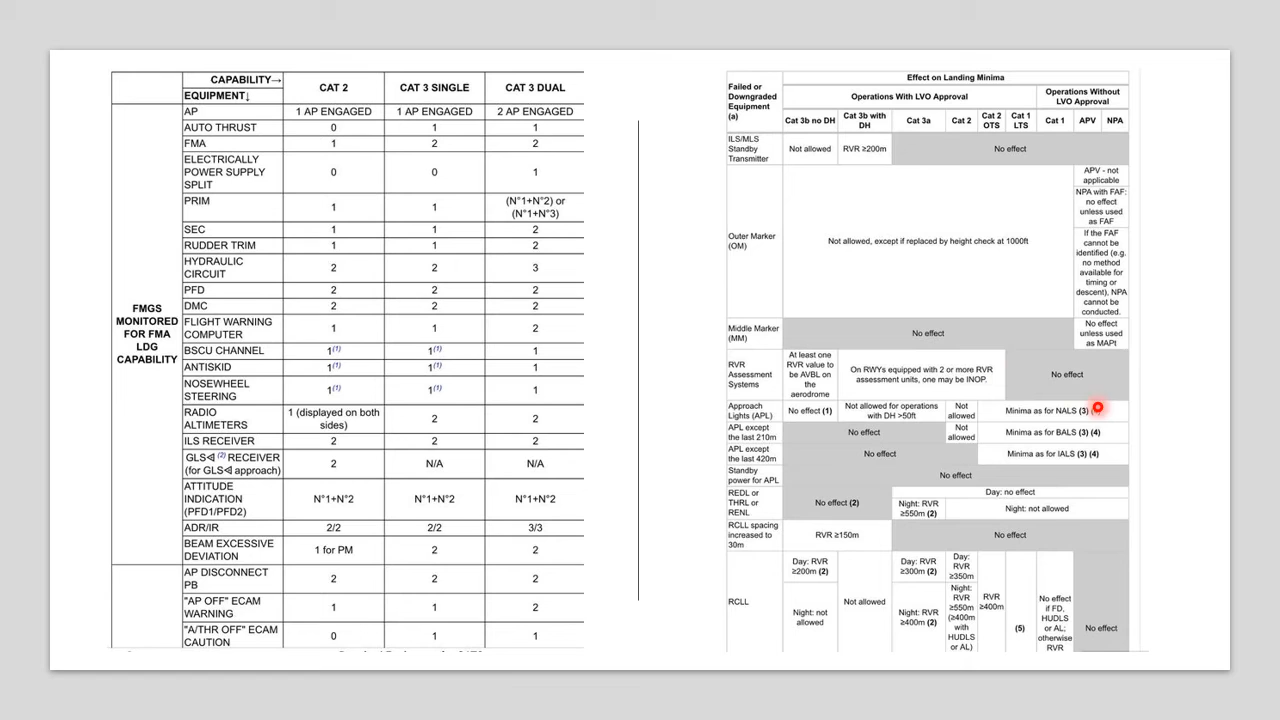 CAPABILITY→
CAT 2
CAT 3 SINGLE
CAT 3 DUAL
EQUIPMENT↓
FMGS
MONITORED
FOR FMA
LDG
CAPABILITY
AP
1 AP ENGAGED
1 AP ENGAGED
2 AP ENGAGED
AUTO THRUST
0
1
1
FMA
1
2
2
ELECTRICALLY
POWER SUPPLY
SPLIT
0
0
1
PRIM
1
1
(N°1+N°2) or
(N°1+N°3)
SEC
1
1
2
RUDDER TRIM
1
1
2
HYDRAULIC
CIRCUIT
2
2
3
PFD
2
2
2
DMC
2
2
2
FLIGHT WARNING
COMPUTER
1
1
2
BSCU CHANNEL
1(1)
1(1)
1
ANTISKID
1(1)
1(1)
1
NOSEWHEEL
STEERING
1(1)
1(1)
1
RADIO
ALTIMETERS
1 (displayed on both
sides)
2
2
ILS RECEIVER
2
2
2
GLS⊲ (2) RECEIVER
(for GLS⊲ approach)
2
N/A
N/A
ATTITUDE
INDICATION
(PFD1/PFD2)
N°1+N°2
N°1+N°2
N°1+N°2
ADR/IR
2/2
2/2
3/3
BEAM EXCESSIVE
DEVIATION
1 for PM
2
2
AP DISCONNECT
PB
2
2
2
"AP OFF" ECAM
WARNING
1
1
2
"A/THR OFF" ECAM
CAUTION
0
1
1
Failed or
Downgraded
Equipment
(a)
Effect on Landing Minima
Operations With LVO Approval
Operations Without
LVO Approval
Cat 3b no DH
Cat 3b with
DH
Cat 3a
Cat 2
Cat 2
OTS
Cat 1
LTS
Cat 1
APV
NPA
ILS/MLS
Standby
Transmitter
Not allowed
RVR ≥200m
No effect
Outer Marker
(OM)
Not allowed, except if replaced by height check at 1000ft
APV - not
applicable
NPA with FAF:
no effect
unless used
as FAF
If the FAF
cannot be
identified (e.g.
no method
available for
timing or
descent), NPA
cannot be
conducted.
Middle Marker
(MM)
No effect
No effect
unless used
as MAPt
RVR
Assessment
Systems
At least one
RVR value to
be AVBL on
the
aerodrome
On RWYs equipped with 2 or more RVR
assessment units, one may be INOP.
No effect
Approach
Lights (APL)
No effect (1)
Not allowed for operations
with DH >50ft
Not
allowed
Minima as for NALS (3)
APL except
the last 210m
No effect
Not
allowed
Minima as for BALS (3) (4)
APL except
the last 420m
No effect
Minima as for IALS (3) (4)
Standby
power for APL
No effect
REDL or
THRL or
RENL
No effect (2)
Day: no effect
Night: RVR
≥550m (2)
Night: not allowed
RCLL spacing
increased to
30m
RVR ≥150m
No effect
RCLL
Day: RVR
≥200m (2)
Night: not
allowed
Not allowed
Day: RVR
≥300m (2)
Night: RVR
≥400m (2)
Day:
RVR
≥350m
Night:
RVR
≥550m
(≥400m
with
HUDLS
or AL)
RVR
≥400m
(5)
No effect
if FD,
HUDLS
or AL;
otherwise
RVR
No effect